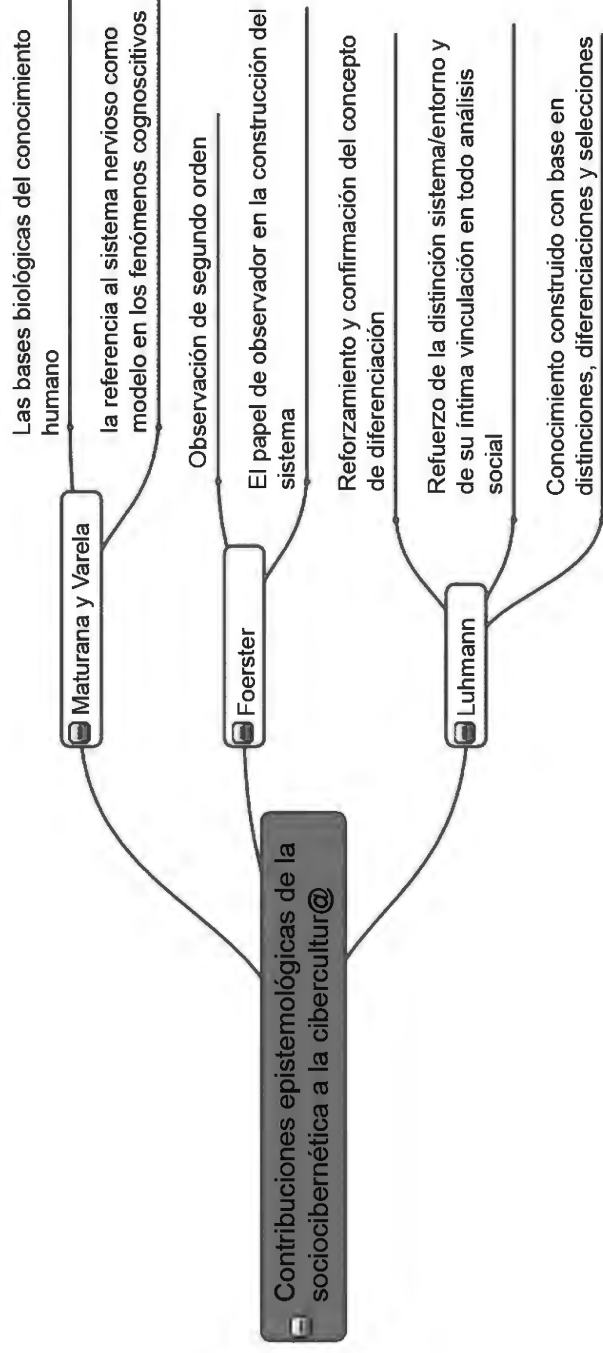 Contribuciones epistemológicas de la
sociocibernética a la cibercultur@
Maturana y Varela
Las bases biológicas del conocimiento
humano
la referencia al sistema nervioso como
modelo en los fenómenos cognoscitivos
Foerster
Observación de segundo orden
El papel de observador en la construcción del
sistema
Luhmann
Reforzamiento y confirmación del concepto
de diferenciación
Refuerzo de la distinción sistema/entorno y
de su íntima vinculación en todo análisis
social
Conocimiento construido con base en
distinciones, diferenciaciones y selecciones